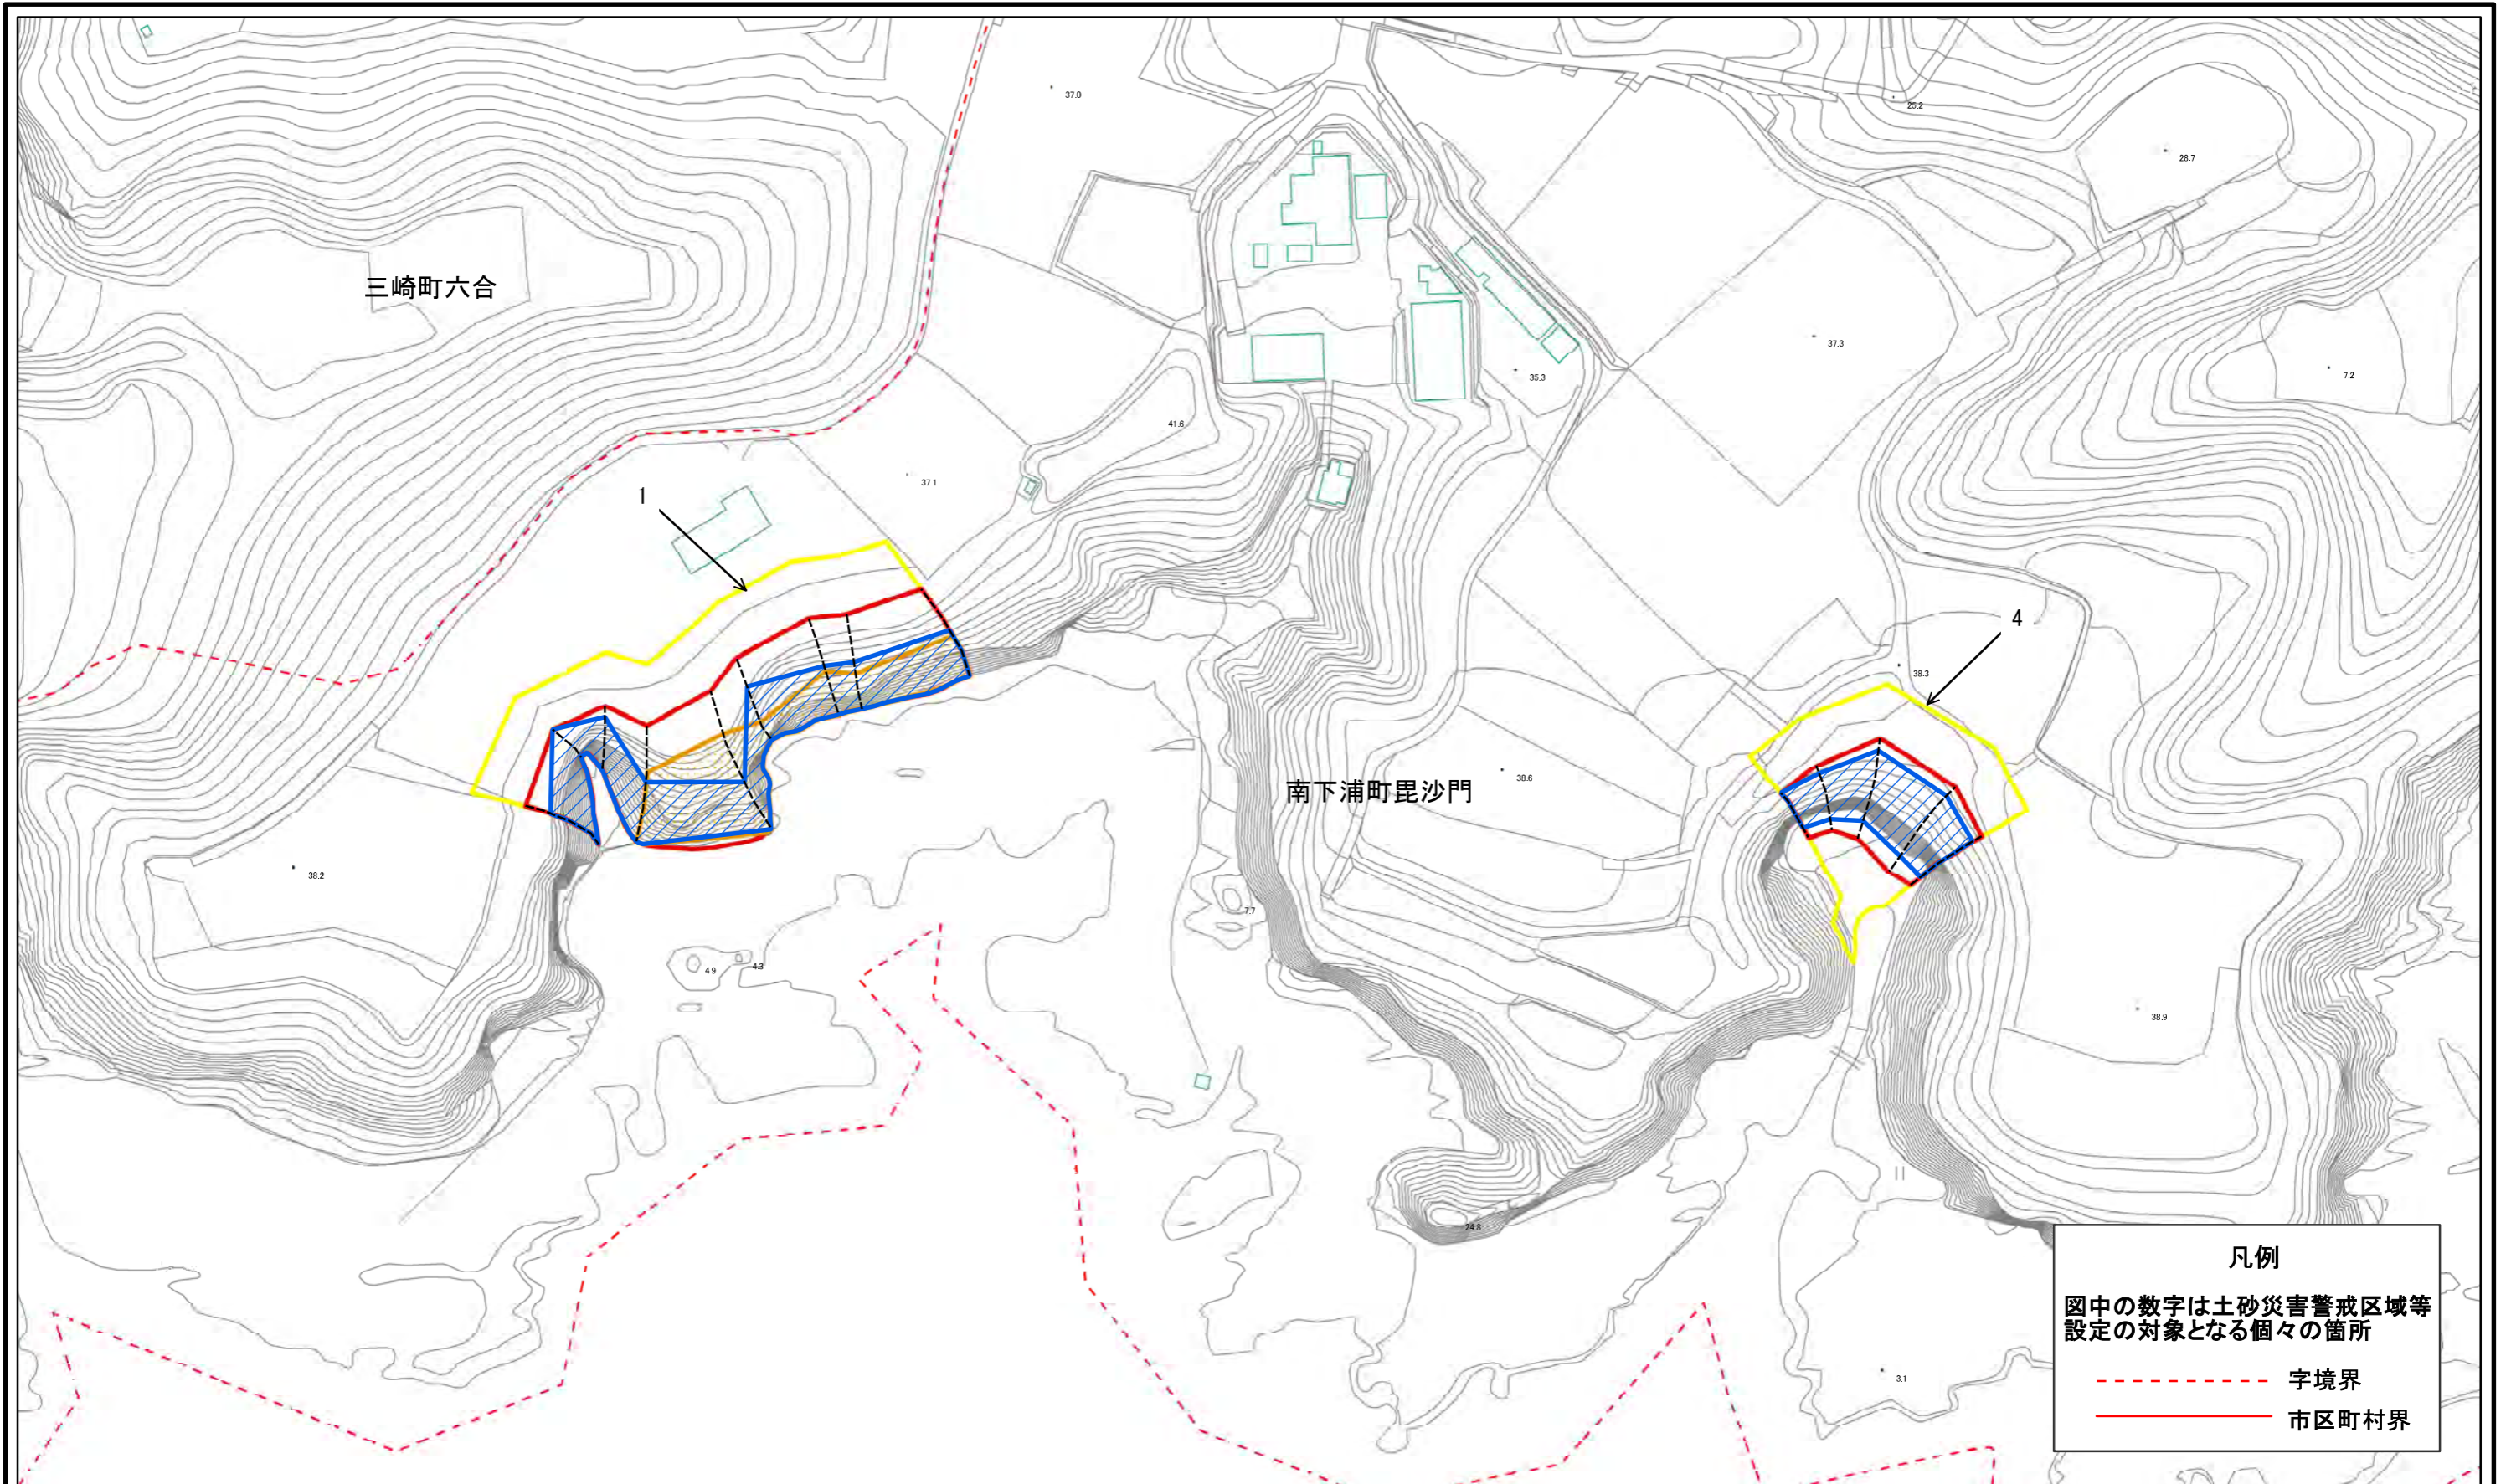 37.0
25.2
28.7
三崎町六合
37.3
7.2
35.3
41.6
37.1
1
4
38.3
38.6
南下浦町毘沙門
38.2
7.7
4.9
4.3
38.9
24.8
3.1
凡例
図中の数字は土砂災害警戒区域等
設定の対象となる個々の箇所
字境界
市区町村界